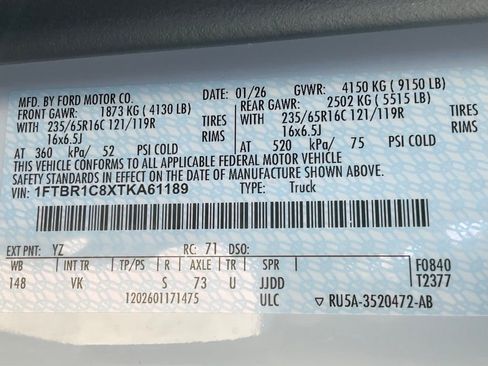 MFD. BY FORD MOTOR CO. DATE: 01/26 GVWR: 4150 KG ( 9150 LB)
FRONT GAWR: 1873 KG ( 4130 LB) REAR GAWR: 2502 KG ( 5515 LB)
WITH 235/65R16C 121/119R TIRES WITH 235/65R16C 121/119R TIRES
16x6.5J RIMS 16x6.5J RIMS
AT 360 kPa/ 52 PSI COLD AT 520 kPa/ 75 PSI COLD
THIS VEHICLE CONFORMS TO ALL APPLICABLE FEDERAL MOTOR VEHICLE
SAFETY STANDARDS IN EFFECT ON THE DATE OF MANUFACTURE SHOWN ABOVE.
VIN: 1FTBR1C8XTKA61189 TYPE: Truck
EXT PNT: YZ RC: 71 DSO:
WB INT TR TP/PS R AXLE TR SPR F0840
148 VK S 73 U JJDD T2377
1202601171475 ULC ▽ RU5A-3520472-AB